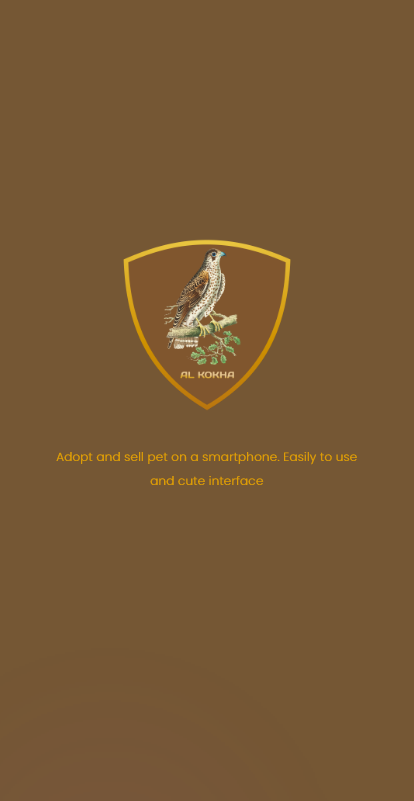 AL KOKHA
Adopt and sell pet on a smartphone. Easily to use
and cute interface